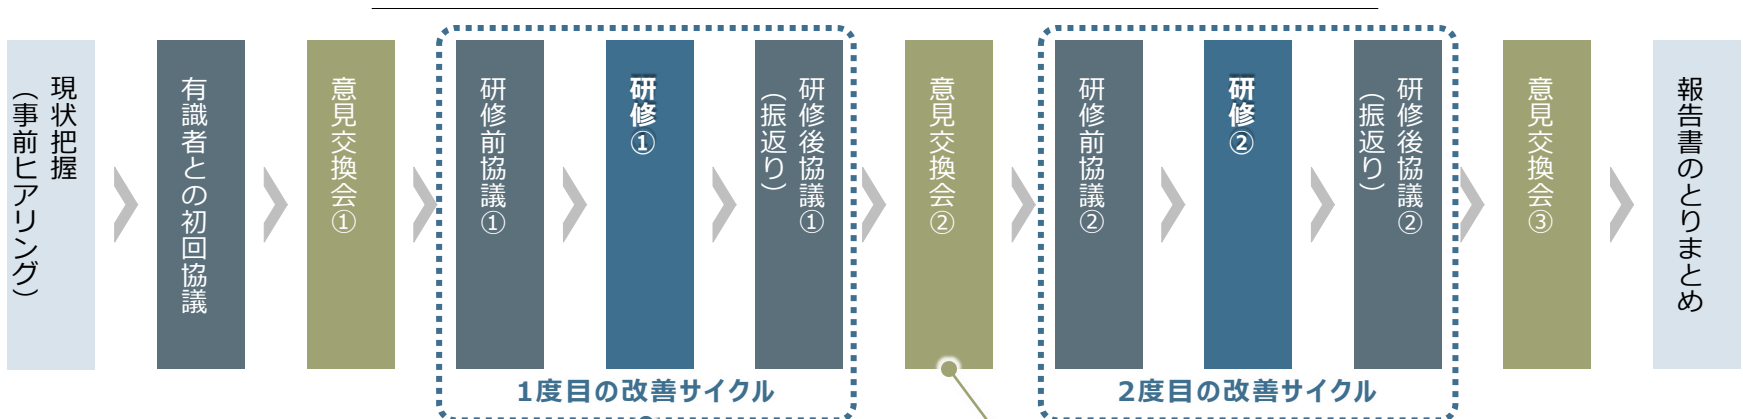 現状把握
（事前ヒアリング）
有識者との初回協議
意見交換会①
研修前協議①
研修①
研修後協議①
（振返り）
意見交換会②
研修前協議②
研修②
研修後協議②
（振返り）
意見交換会③
報告書のとりまとめ
1度目の改善サイクル
2度目の改善サイクル